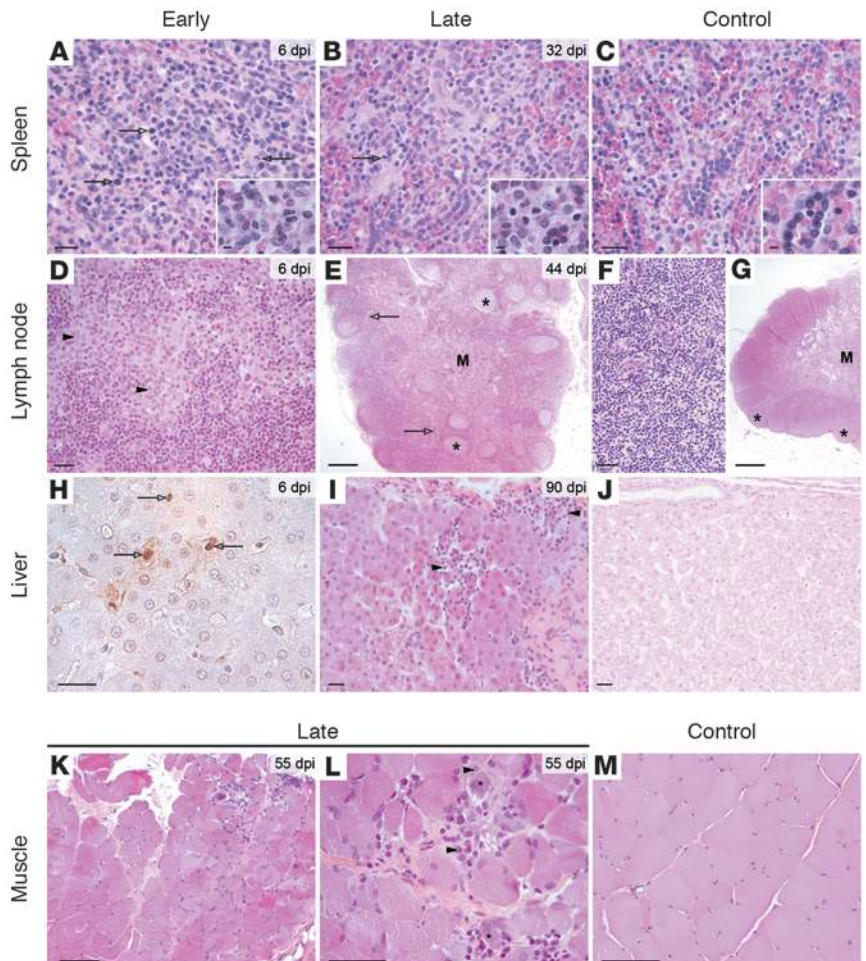 Early Late Control
Spleen
A 6 dpi B 32 dpi C
Lymph node
D 6 dpi E 44 dpi F G
* M M
* * *
Liver
H 6 dpi I 90 dpi J
Late Control
Muscle
K 55 dpi L 55 dpi M